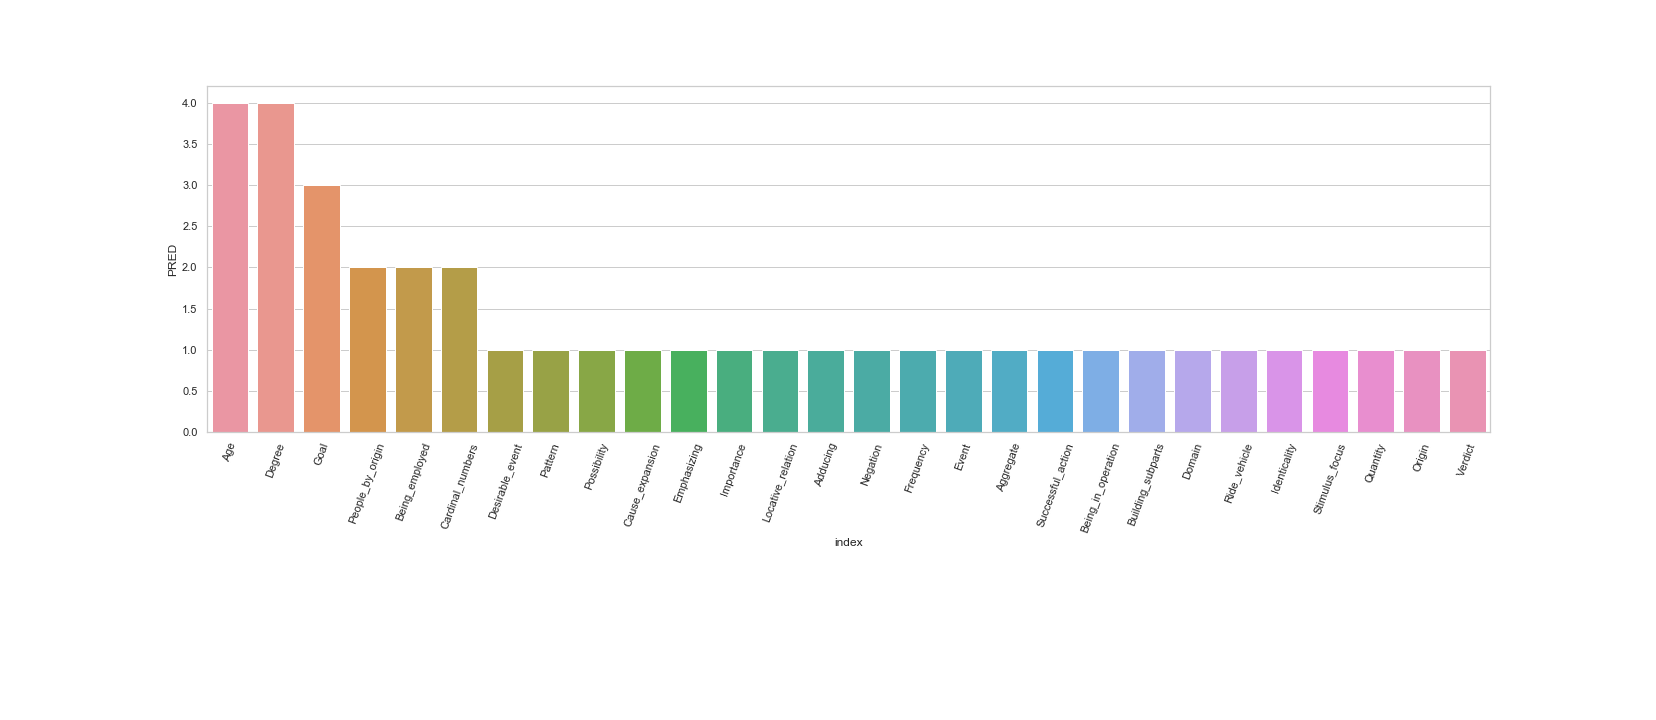 4.0
3.5
3.0
2.5
2.0
1.5
1.0
0.5
0.0
PRED
Age
Degree
Goal
People_by_origin
Being_employed
Cardinal_numbers
Desirable_event
Pattern
Possibility
Cause_expansion
Emphasizing
Importance
Locative_relation
Adducing
Negation
Frequency
Event
Aggregate
Successful_action
Being_in_operation
Building_subparts
Domain
Ride_vehicle
Identicality
Stimulus_focus
Quantity
Origin
Verdict
index